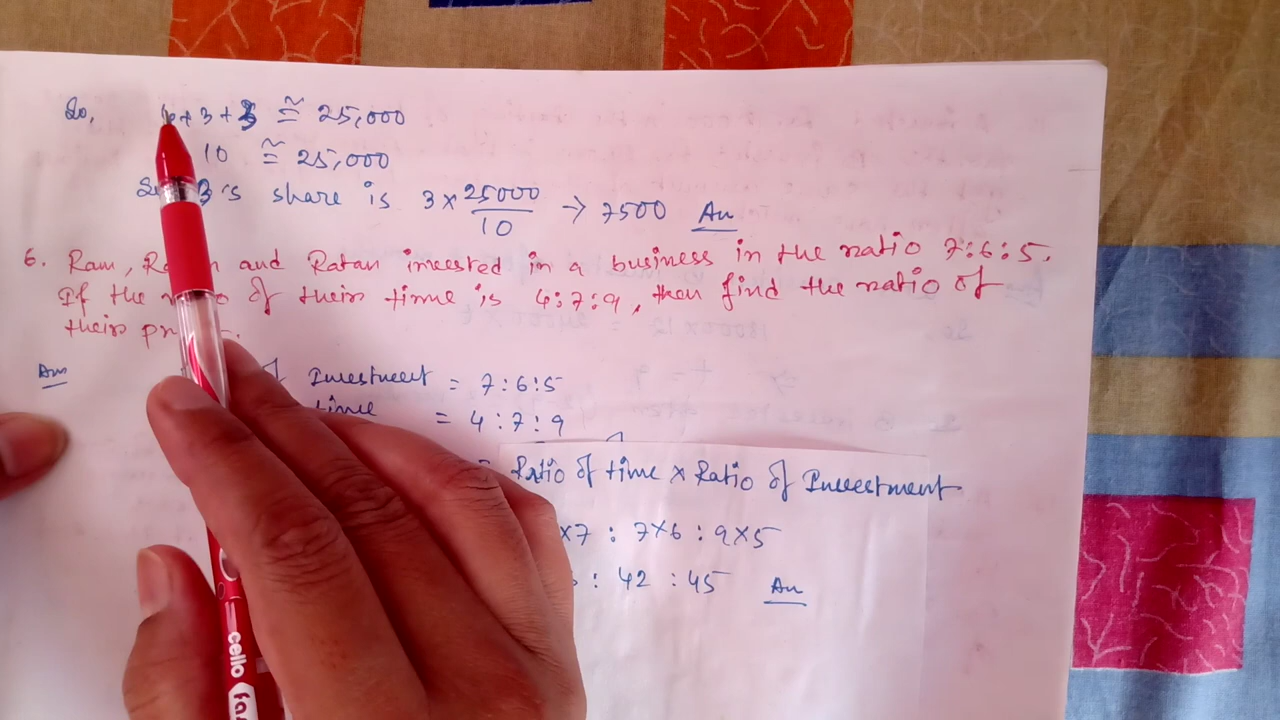 So, + 3 + ≅ 25,000
10 ≅ 25,000
's share is 3 × 25000/10 → 7500 An
6. Ram, and Ratan invested in a business in the ratio 7:6:5.
If the of their time is 4:7:9, then find the ratio of
their
Ans Investment = 7:6:5
time = 4:7:9
Ratio of time × Ratio of Investment
×7 : 7×6 : 9×5
: 42 : 45 An
cello